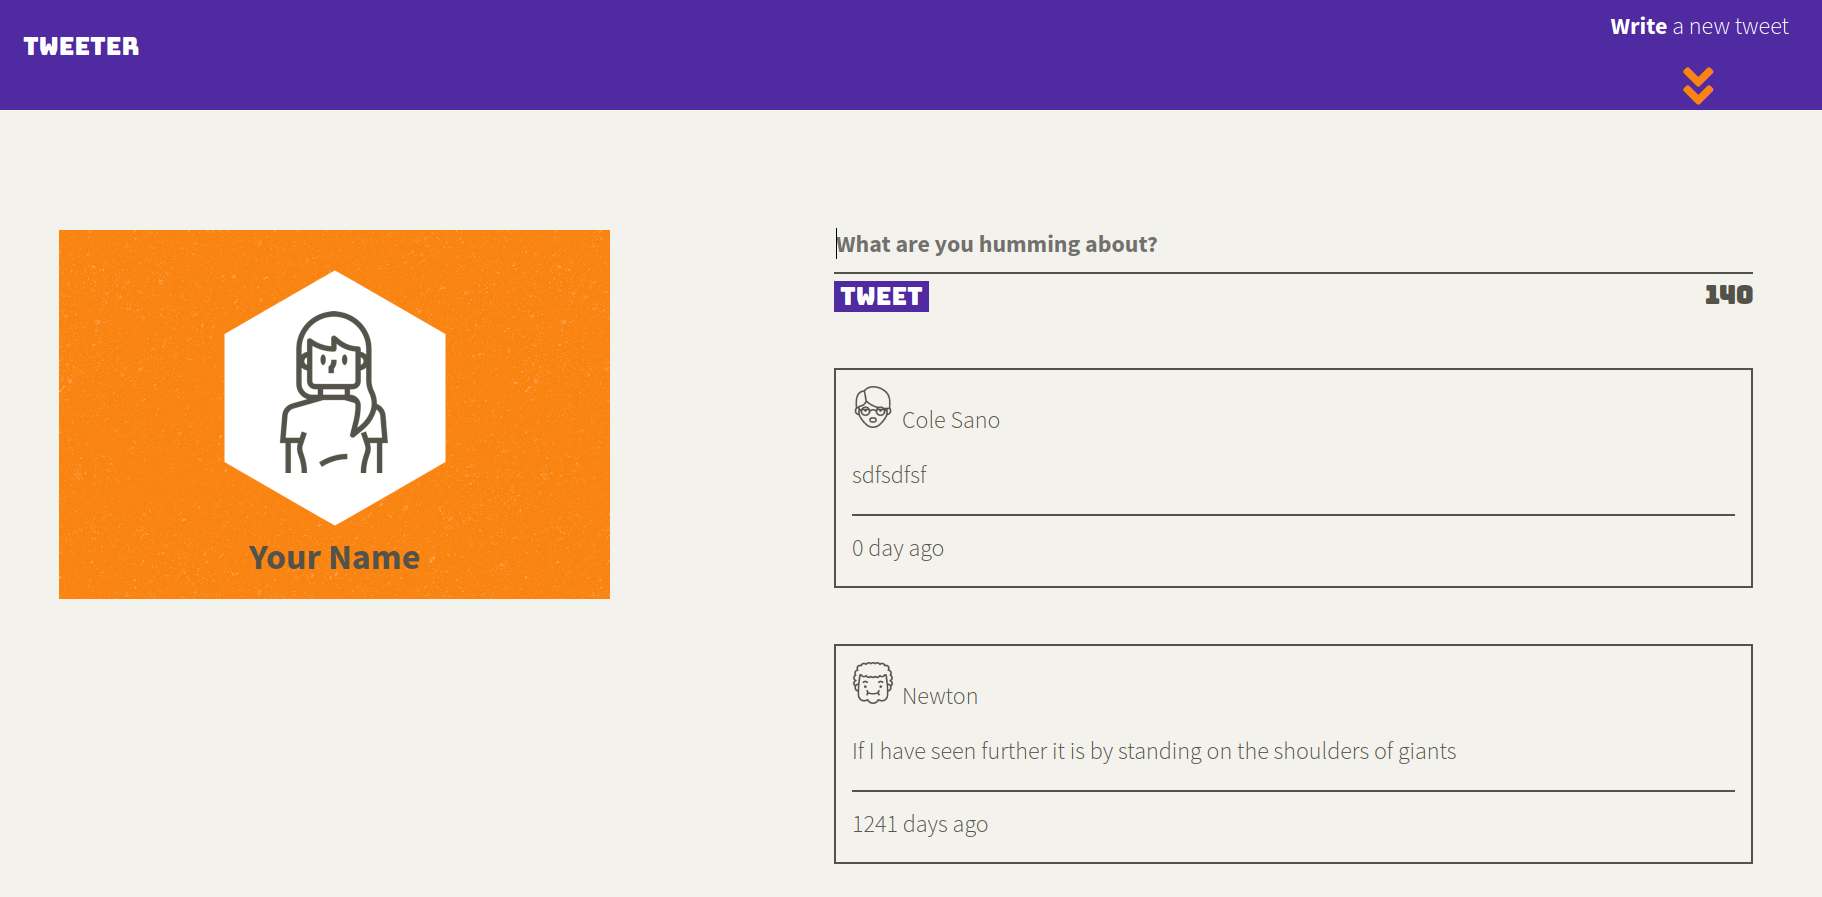 TWEETER
Write a new tweet
Your Name
What are you humming about?
TWEET
140
Cole Sano
sdfsdfsf
0 day ago
Newton
If I have seen further it is by standing on the shoulders of giants
1241 days ago